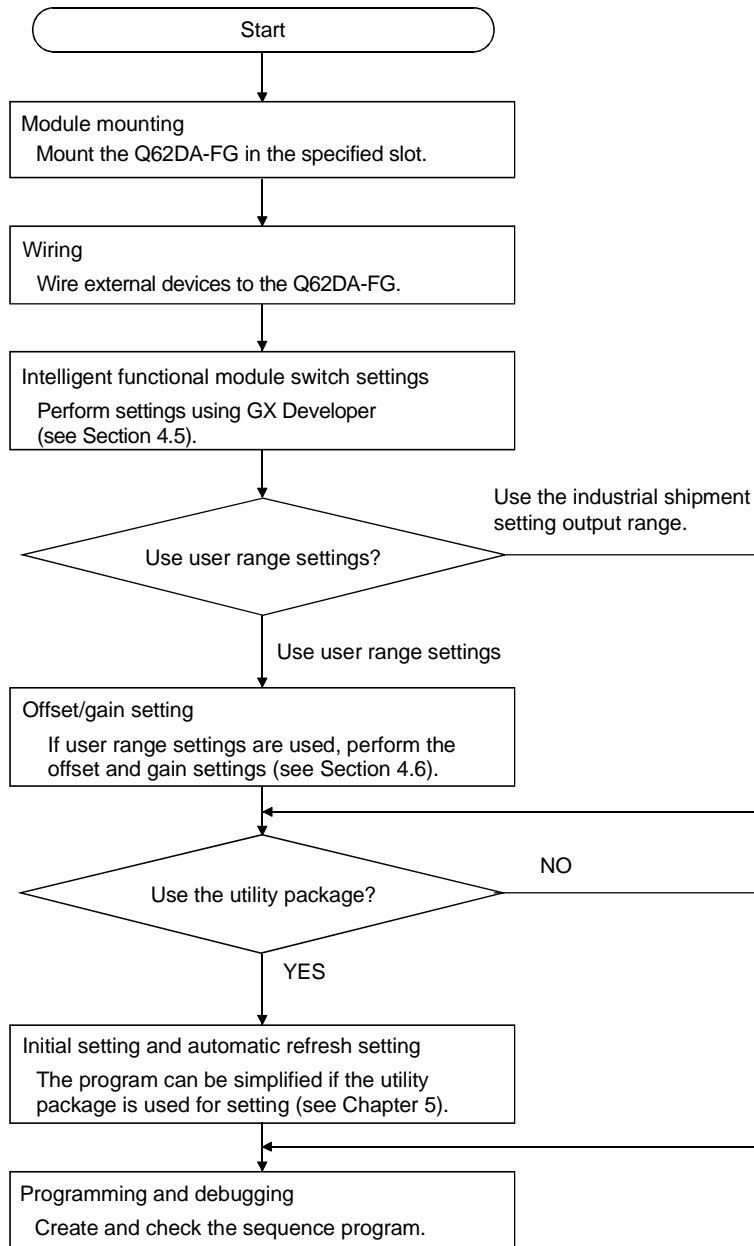 Start
Module mounting
Mount the Q62DA-FG in the specified slot.
Wiring
Wire external devices to the Q62DA-FG.
Intelligent functional module switch settings
Perform settings using GX Developer
(see Section 4.5).
Use the industrial shipment
setting output range.
Use user range settings?
Use user range settings
Offset/gain setting
If user range settings are used, perform the
offset and gain settings (see Section 4.6).
NO
Use the utility package?
YES
Initial setting and automatic refresh setting
The program can be simplified if the utility
package is used for setting (see Chapter 5).
Programming and debugging
Create and check the sequence program.